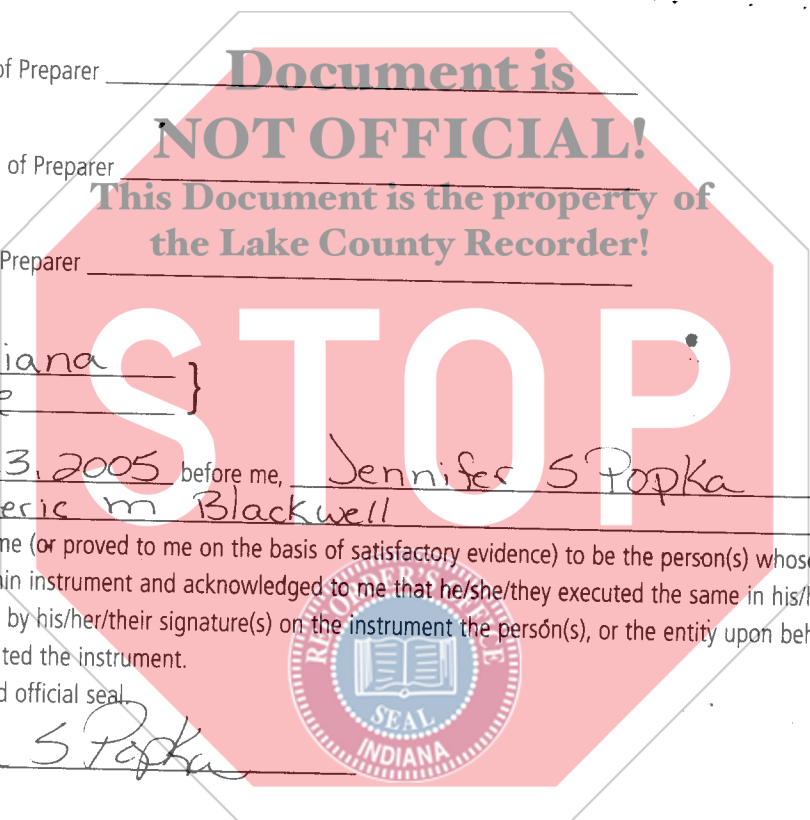 of Preparer
Document is
NOT OFFICIAL!
of Preparer
This Document is the property of
the Lake County Recorder!
Preparer
STOP
iana }
3, 2005 before me, Jennifer S Popka
eric m Blackwell
me (or proved to me on the basis of satisfactory evidence) to be the person(s) whose
in instrument and acknowledged to me that he/she/they executed the same in his/h
by his/her/their signature(s) on the instrument the person(s), or the entity upon beh
ted the instrument.
d official seal.
S Popka
RECORDER'S OFFICE
SEAL
INDIANA